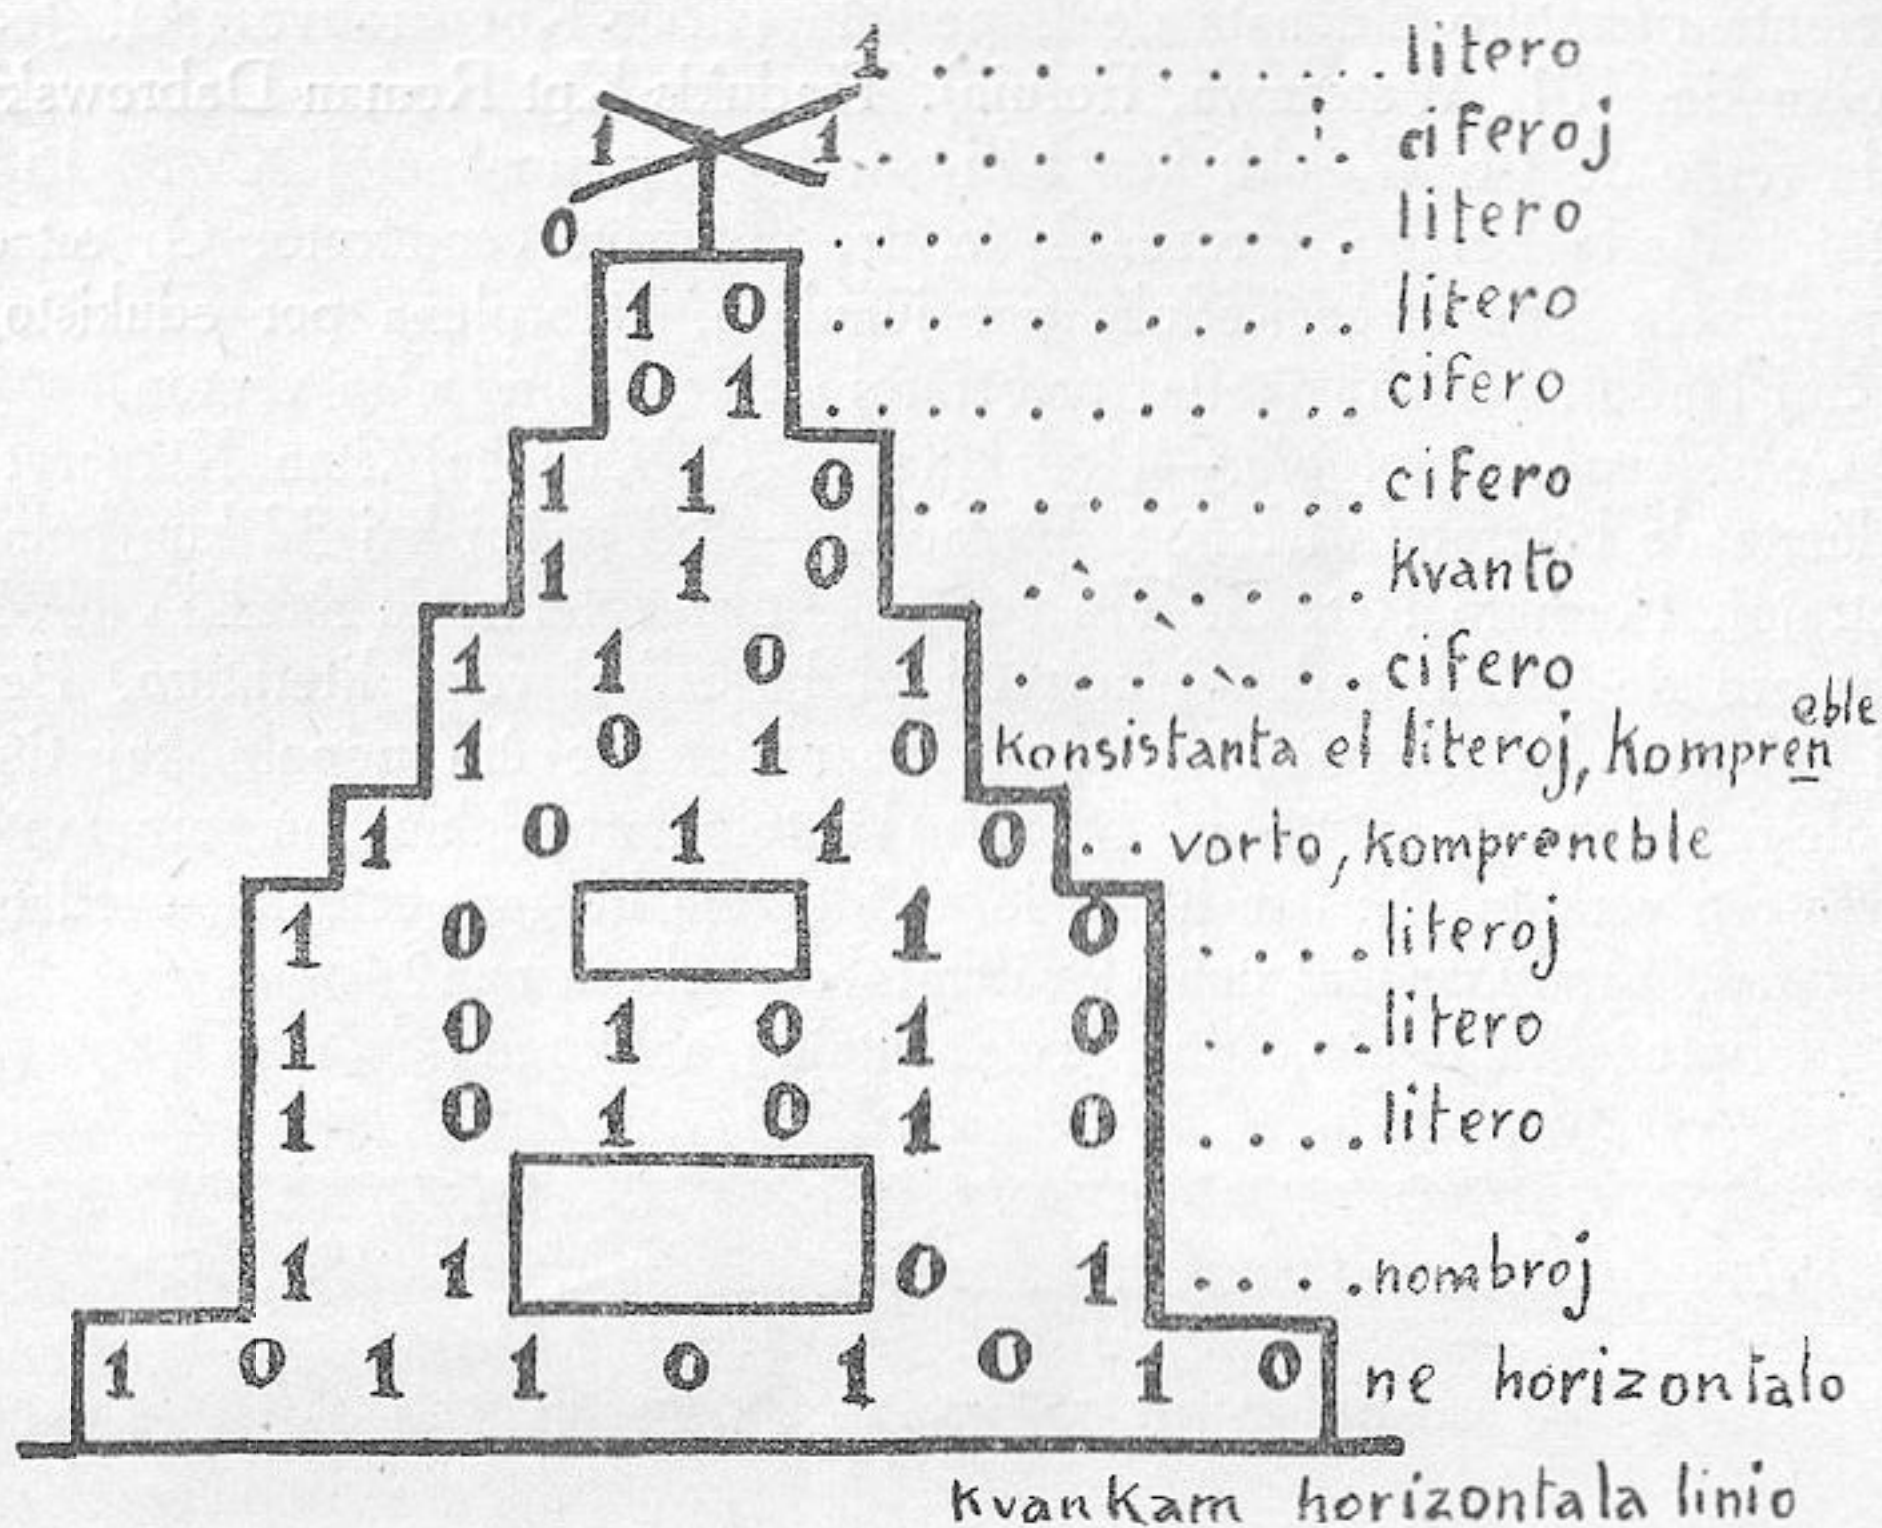 1 . . . . . . . . . . . litero
1 1 . . . . . . . . . . ciferoj
0 . . . . . . . . . . . . litero
1 0 . . . . . . . . . . . . litero
0 1 . . . . . . . . . . . cifero
1 1 0 . . . . . . . . . cifero
1 1 0 . . . . . . . Kvanto
1 1 0 1 . . . . . . . cifero
1 0 1 0 Konsistanta el literoj, Kompreneble
1 0 1 1 0 . . vorto, kompreneble
1 0 1 0 . . . . literoj
1 0 1 0 1 0 . . . . litero
1 0 1 0 1 0 . . . . litero
1 1 0 1 . . . . nombroj
1 0 1 1 0 1 0 1 0 ne horizontalo
Kvankam horizontala linio